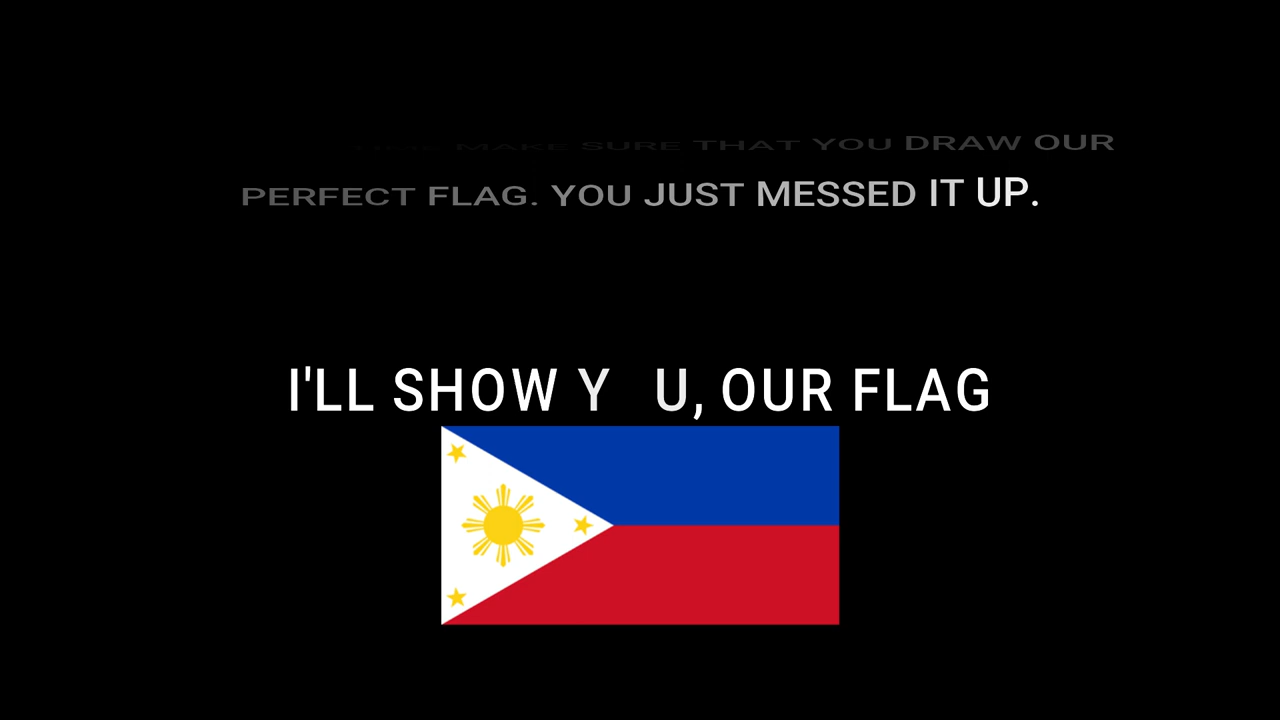 MAKE SURE THAT YOU DRAW OUR
PERFECT FLAG. YOU JUST MESSED IT UP.
I'LL SHOW Y U, OUR FLAG